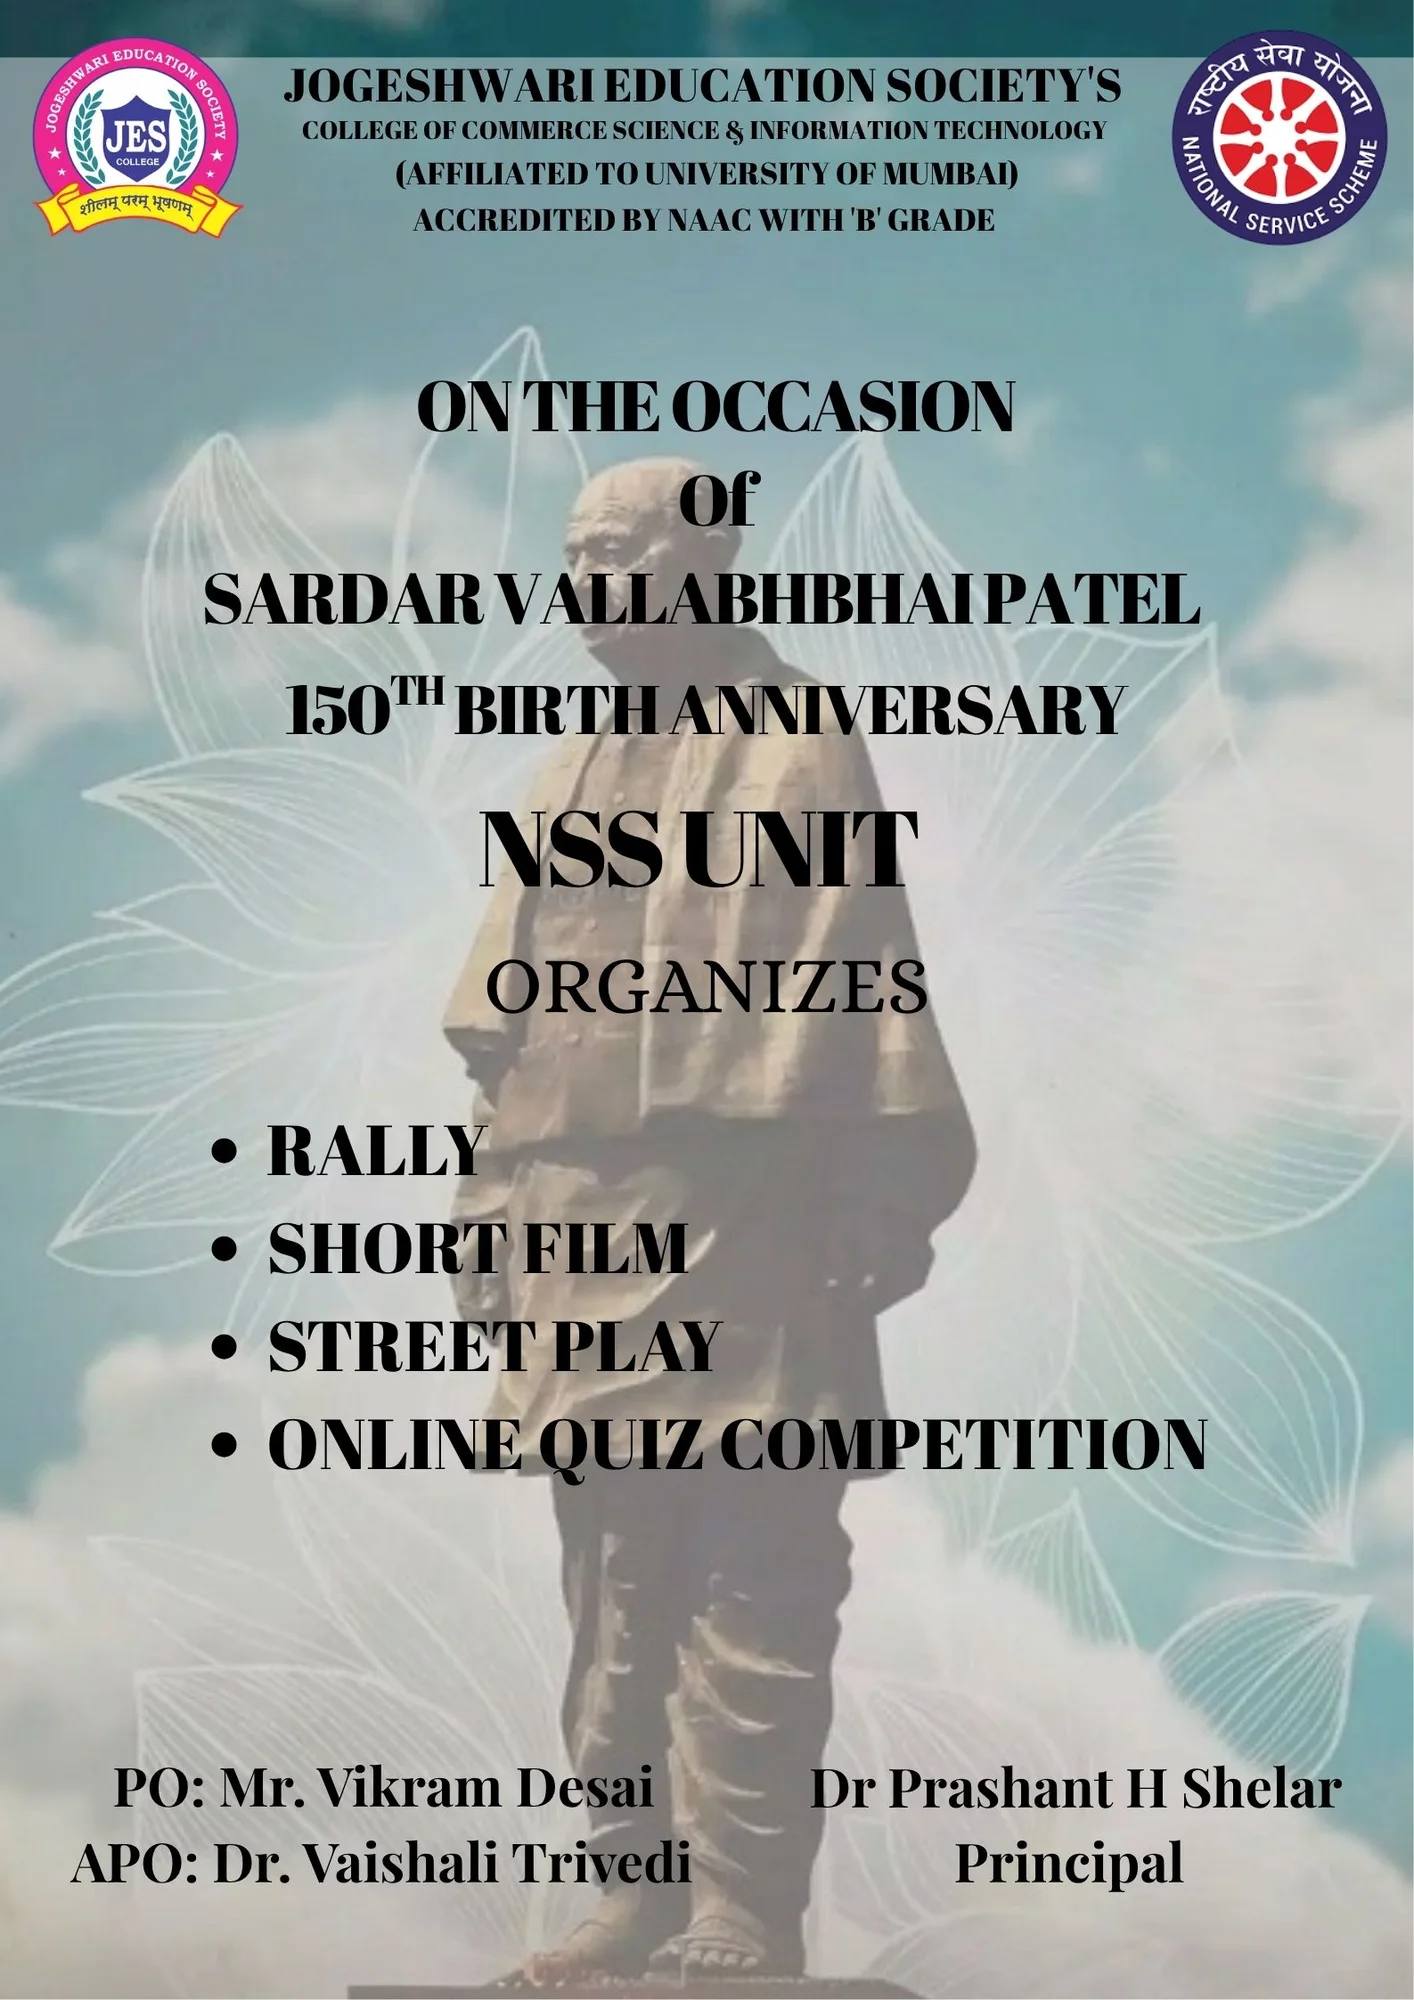 JOGESHWARI EDUCATION SOCIETY
JES
COLLEGE
शीलम् परम् भूषणम्
JOGESHWARI EDUCATION SOCIETY'S
COLLEGE OF COMMERCE SCIENCE & INFORMATION TECHNOLOGY
(AFFILIATED TO UNIVERSITY OF MUMBAI)
ACCREDITED BY NAAC WITH 'B' GRADE
राष्ट्रीय सेवा योजना
NATIONAL SERVICE SCHEME
ON THE OCCASION
Of
SARDAR VALLABHBHAI PATEL
150TH BIRTH ANNIVERSARY
NSS UNIT
ORGANIZES
• RALLY
• SHORT FILM
• STREET PLAY
• ONLINE QUIZ COMPETITION
PO: Mr. Vikram Desai
APO: Dr. Vaishali Trivedi
Dr Prashant H Shelar
Principal